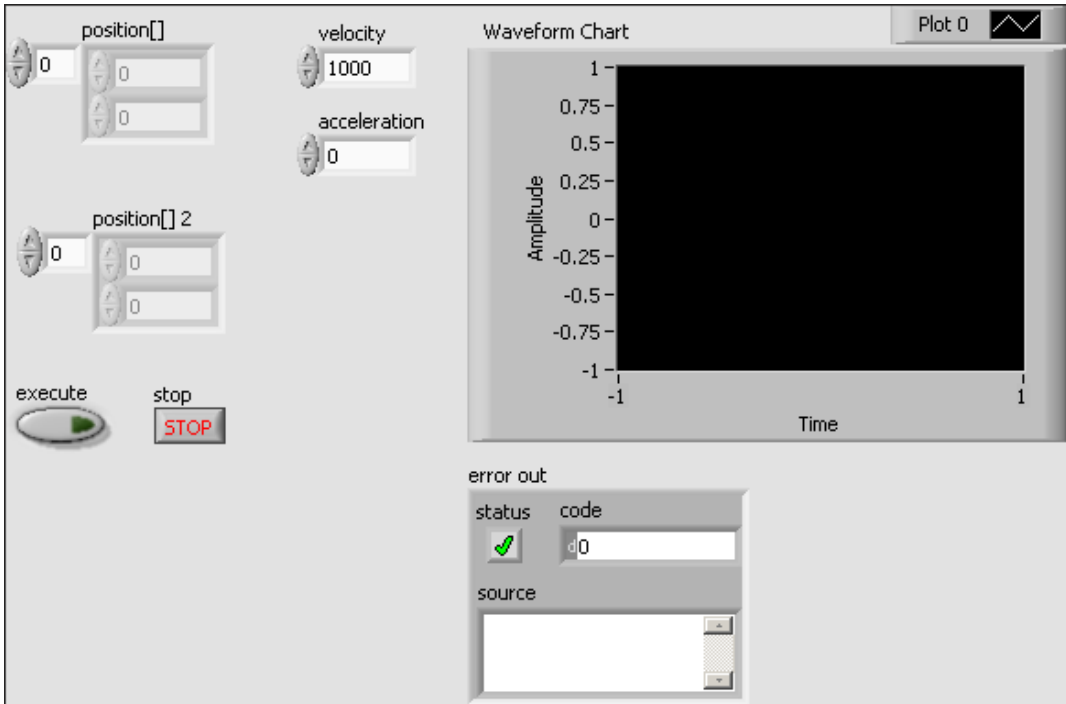 position[]
0
0
0
velocity
1000
acceleration
0
position[] 2
0
0
0
execute
stop
STOP
Waveform Chart
Plot 0
1
0.75
0.5
0.25
0
-0.25
-0.5
-0.75
-1
Amplitude
-1
1
Time
error out
status
code
d0
source